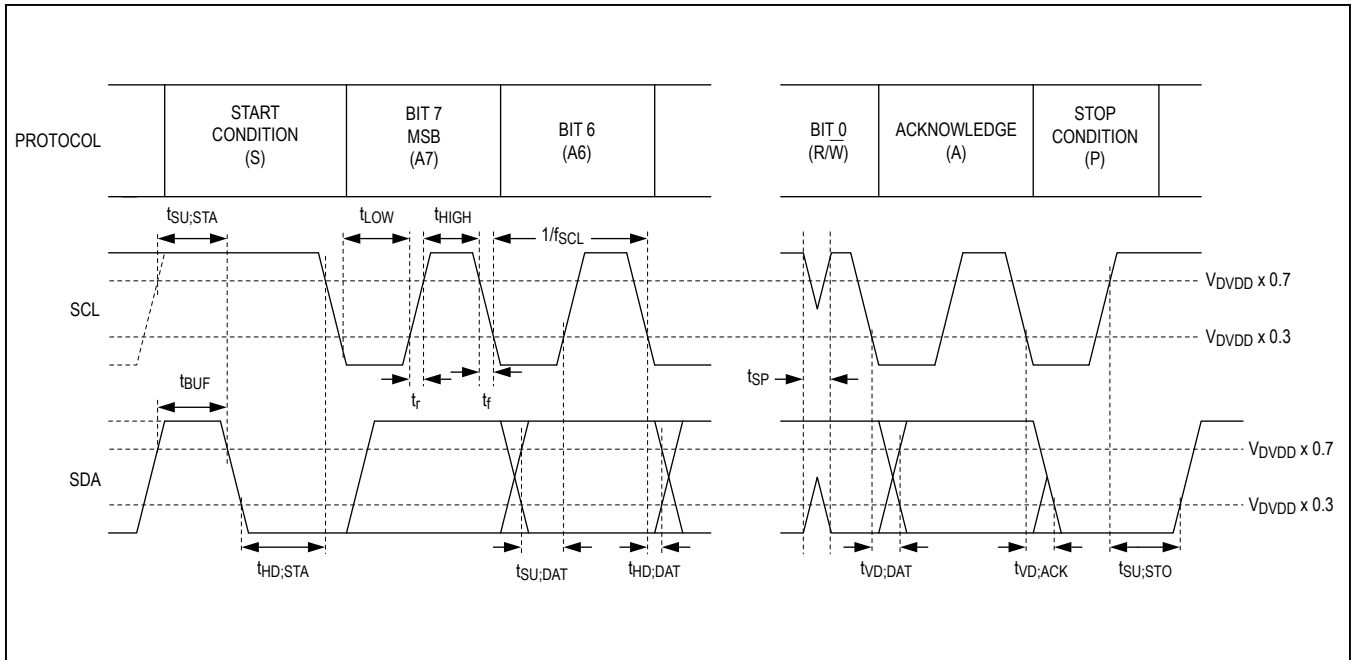 PROTOCOL
START
CONDITION
(S)
BIT 7
MSB
(A7)
BIT 6
(A6)
BIT 0
(R/W̅)
ACKNOWLEDGE
(A)
STOP
CONDITION
(P)
tSU;STA
tLOW
tHIGH
1/fSCL
SCL
VDVDD x 0.7
VDVDD x 0.3
tBUF
tr
tf
tSP
SDA
VDVDD x 0.7
VDVDD x 0.3
tHD;STA
tSU;DAT
tHD;DAT
tVD;DAT
tVD;ACK
tSU;STO